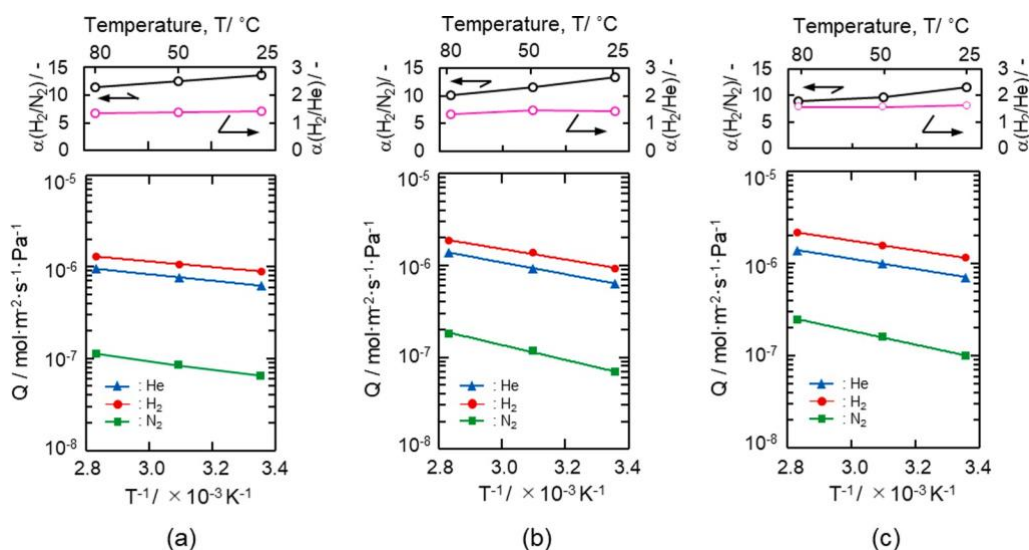 Temperature, T/ °C
80 50 25
α(H₂/N₂)/ -
15
10
5
0
3
2
1
0
α(H₂/He)/ -
Q / mol·m⁻²·s⁻¹·Pa⁻¹
10⁻⁵
10⁻⁶
10⁻⁷
10⁻⁸
: He
: H₂
: N₂
2.8 3.0 3.2 3.4
T⁻¹/ ×10⁻³ K⁻¹
(a)
Temperature, T/ °C
80 50 25
α(H₂/N₂)/ -
15
10
5
0
3
2
1
0
α(H₂/He)/ -
Q / mol·m⁻²·s⁻¹·Pa⁻¹
10⁻⁵
10⁻⁶
10⁻⁷
10⁻⁸
: He
: H₂
: N₂
2.8 3.0 3.2 3.4
T⁻¹/ ×10⁻³ K⁻¹
(b)
Temperature, T/ °C
80 50 25
α(H₂/N₂)/ -
15
10
5
0
3
2
1
0
α(H₂/He)/ -
Q / mol·m⁻²·s⁻¹·Pa⁻¹
10⁻⁵
10⁻⁶
10⁻⁷
10⁻⁸
: He
: H₂
: N₂
2.8 3.0 3.2 3.4
T⁻¹/ ×10⁻³ K⁻¹
(c)